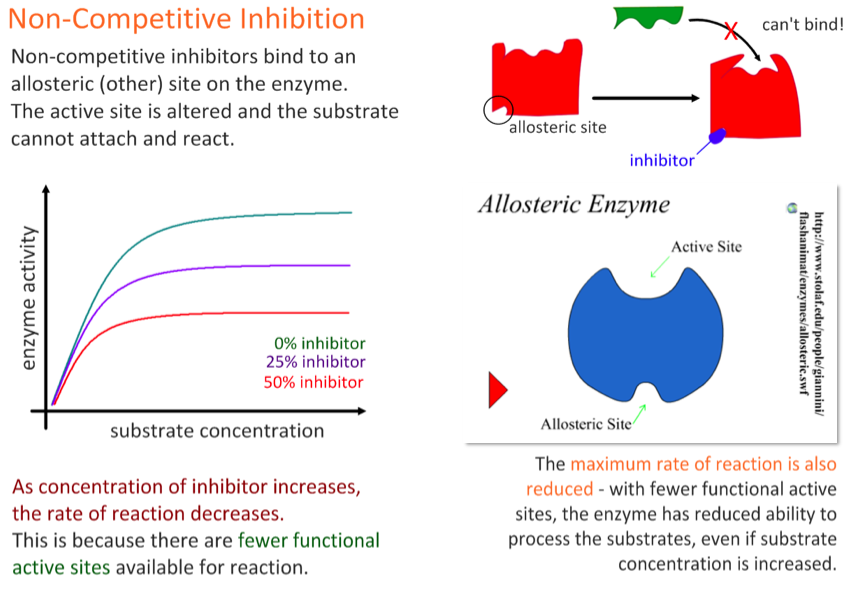 Non-Competitive Inhibition
Non-competitive inhibitors bind to an
allosteric (other) site on the enzyme.
The active site is altered and the substrate
cannot attach and react.
can't bind!
allosteric site
inhibitor
enzyme activity
0% inhibitor
25% inhibitor
50% inhibitor
substrate concentration
Allosteric Enzyme
Active Site
Allosteric Site
http://www.stolaf.edu/people/giannini/
flashanimat/enzymes/allosteric.swf
As concentration of inhibitor increases,
the rate of reaction decreases.
This is because there are fewer functional
active sites available for reaction.
The maximum rate of reaction is also
reduced - with fewer functional active
sites, the enzyme has reduced ability to
process the substrates, even if substrate
concentration is increased.